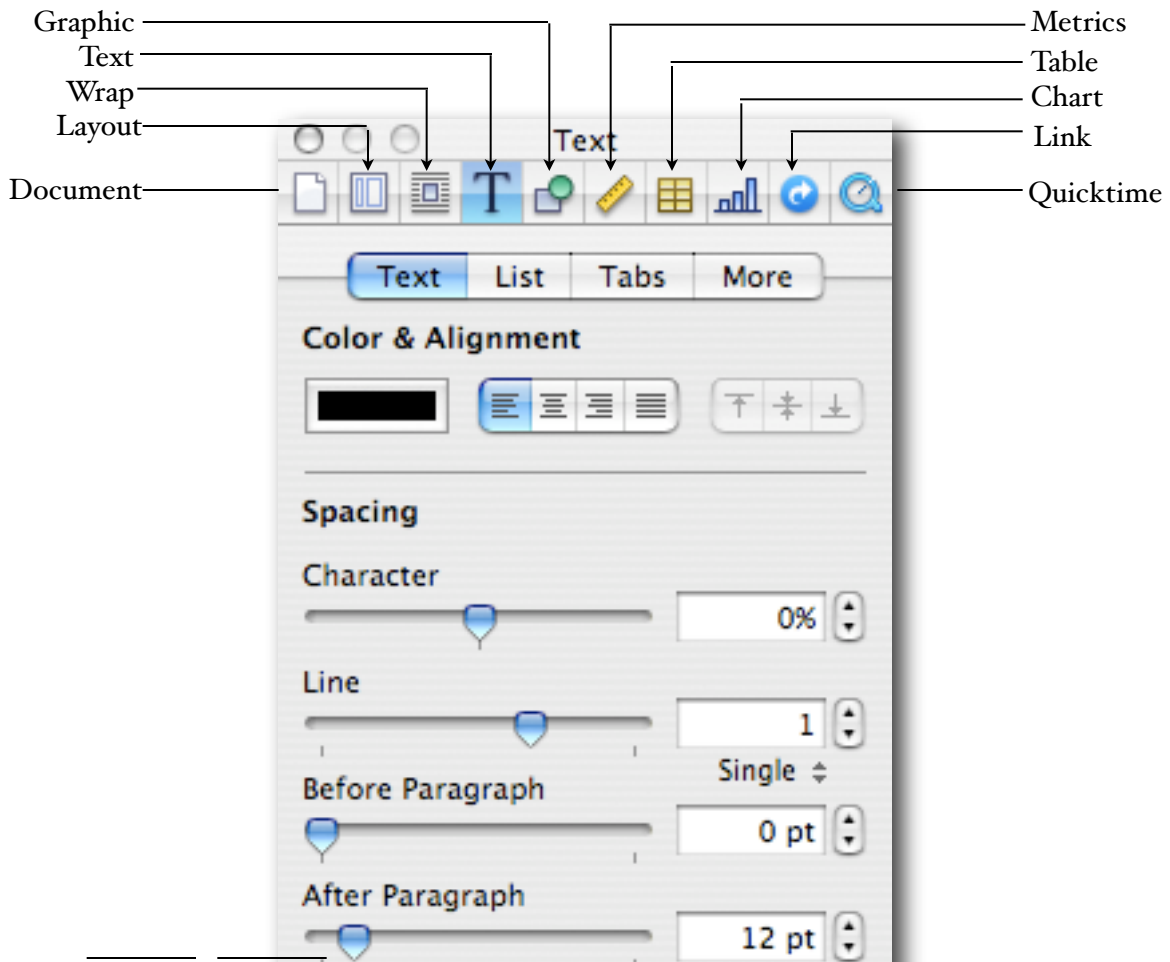 Graphic
Metrics
Text
Table
Wrap
Chart
Layout
Text
Link
Document
T
Quicktime
Text List Tabs More
Color & Alignment
Spacing
Character
0%
Line
1
Single
Before Paragraph
0 pt
After Paragraph
12 pt